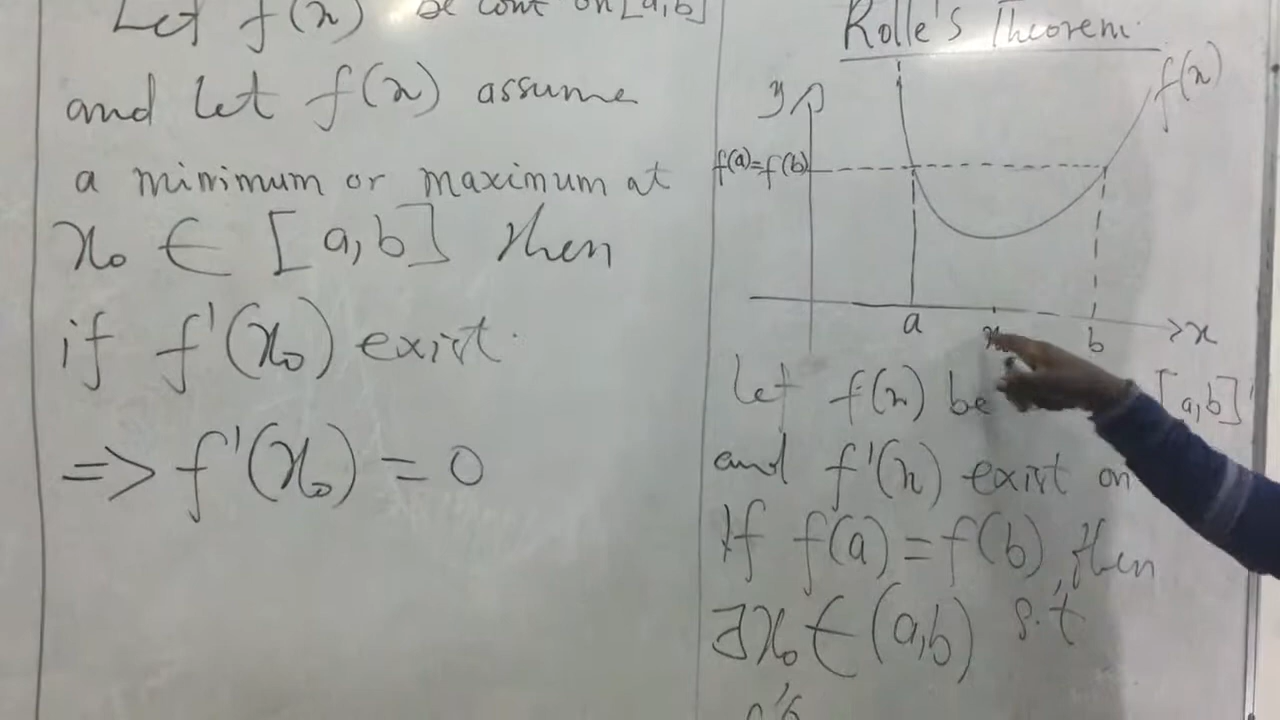 Let f(x) be cont on [a,b]
and let f(x) assume
a minimum or maximum at
x₀ ∈ [a,b] then
if f'(x₀) exist.
=> f'(x₀) = 0
Rolle's Theorem.
y
f(x)
f(a)=f(b)
a
b
x
Let f(x) be [a,b]
and f'(x) exist on
If f(a)=f(b), then
∃x₀ ∈ (a,b) s.t